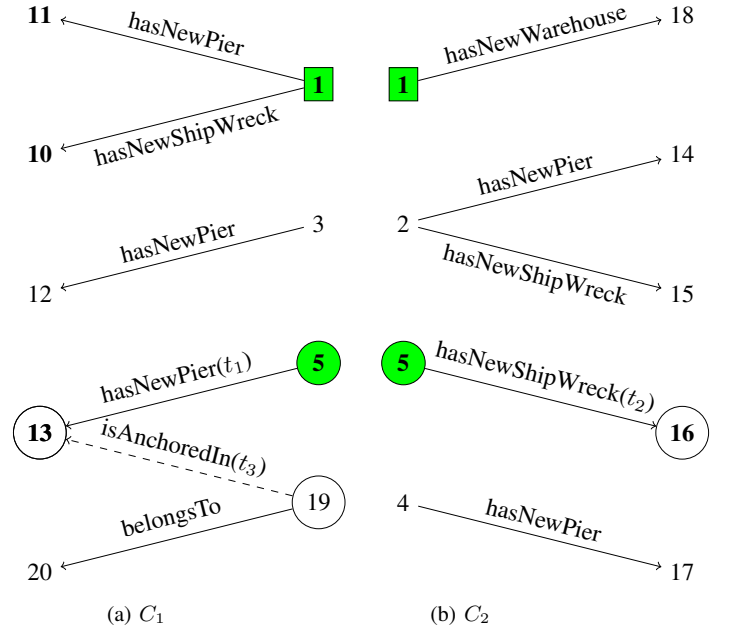 11
hasNewPier
1
10
hasNewShipWreck
3
hasNewPier
12
5
hasNewPier(t₁)
13
isAnchoredIn(t₃)
19
belongsTo
20
(a) C₁
18
hasNewWarehouse
1
14
hasNewPier
2
hasNewShipWreck
15
5
hasNewShipWreck(t₂)
16
4
hasNewPier
17
(b) C₂